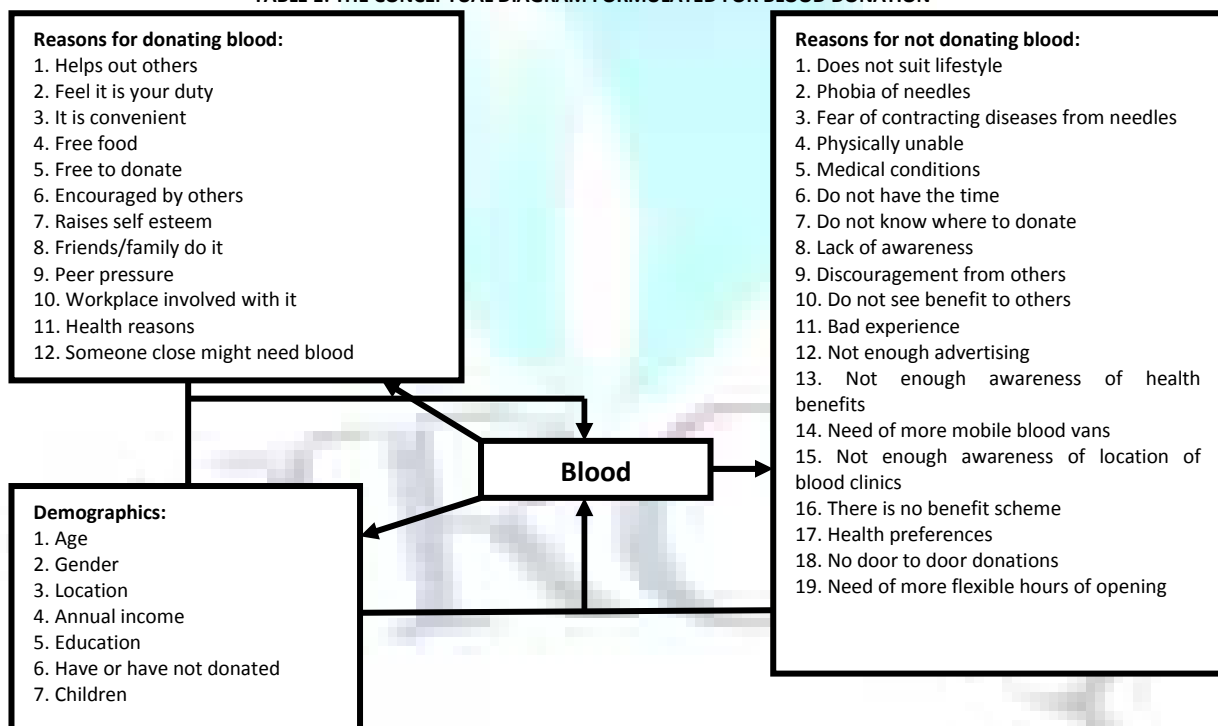 TABLE 1: THE CONCEPTUAL DIAGRAM FORMULATED FOR BLOOD DONATION
Reasons for donating blood:
1. Helps out others
2. Feel it is your duty
3. It is convenient
4. Free food
5. Free to donate
6. Encouraged by others
7. Raises self esteem
8. Friends/family do it
9. Peer pressure
10. Workplace involved with it
11. Health reasons
12. Someone close might need blood
Reasons for not donating blood:
1. Does not suit lifestyle
2. Phobia of needles
3. Fear of contracting diseases from needles
4. Physically unable
5. Medical conditions
6. Do not have the time
7. Do not know where to donate
8. Lack of awareness
9. Discouragement from others
10. Do not see benefit to others
11. Bad experience
12. Not enough advertising
13. Not enough awareness of health
benefits
14. Need of more mobile blood vans
15. Not enough awareness of location of
blood clinics
16. There is no benefit scheme
17. Health preferences
18. No door to door donations
19. Need of more flexible hours of opening
Blood
Demographics:
1. Age
2. Gender
3. Location
4. Annual income
5. Education
6. Have or have not donated
7. Children